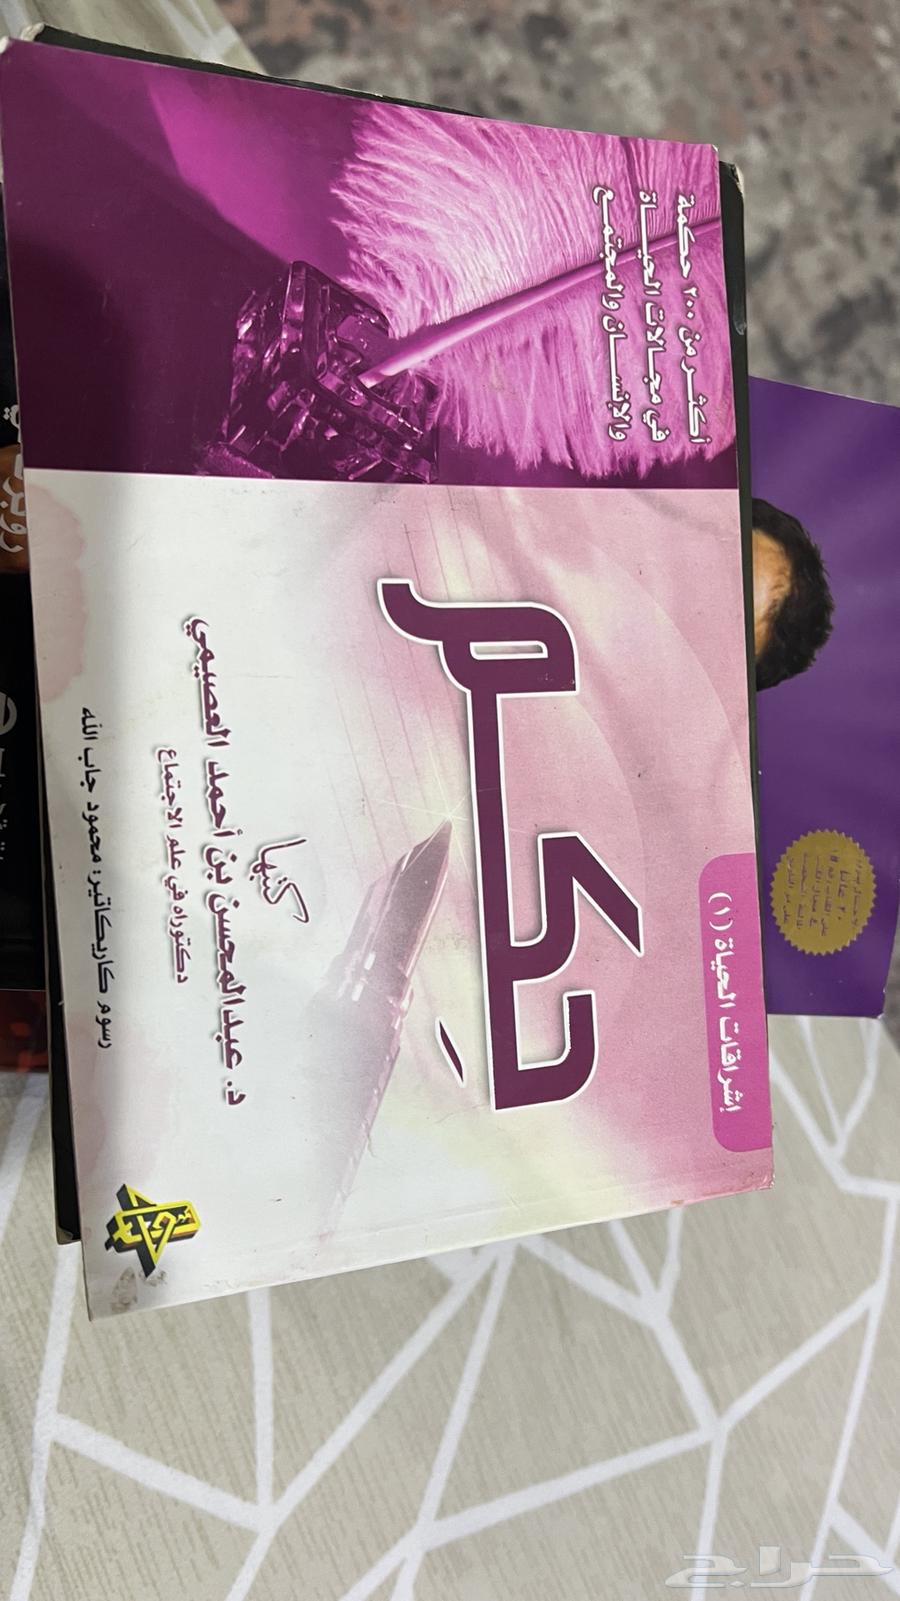 إشراقات الحياة (١)
حِكَم
أكثر من ٢٠٠ حكمة
في مجالات الحياة
والإنسان والمجتمع
كتبها
د. عبدالمحسن بن أحمد العصيمي
دكتوراه في علم الاجتماع
رسوم كاريكاتير: محمود جاب الله
حراج